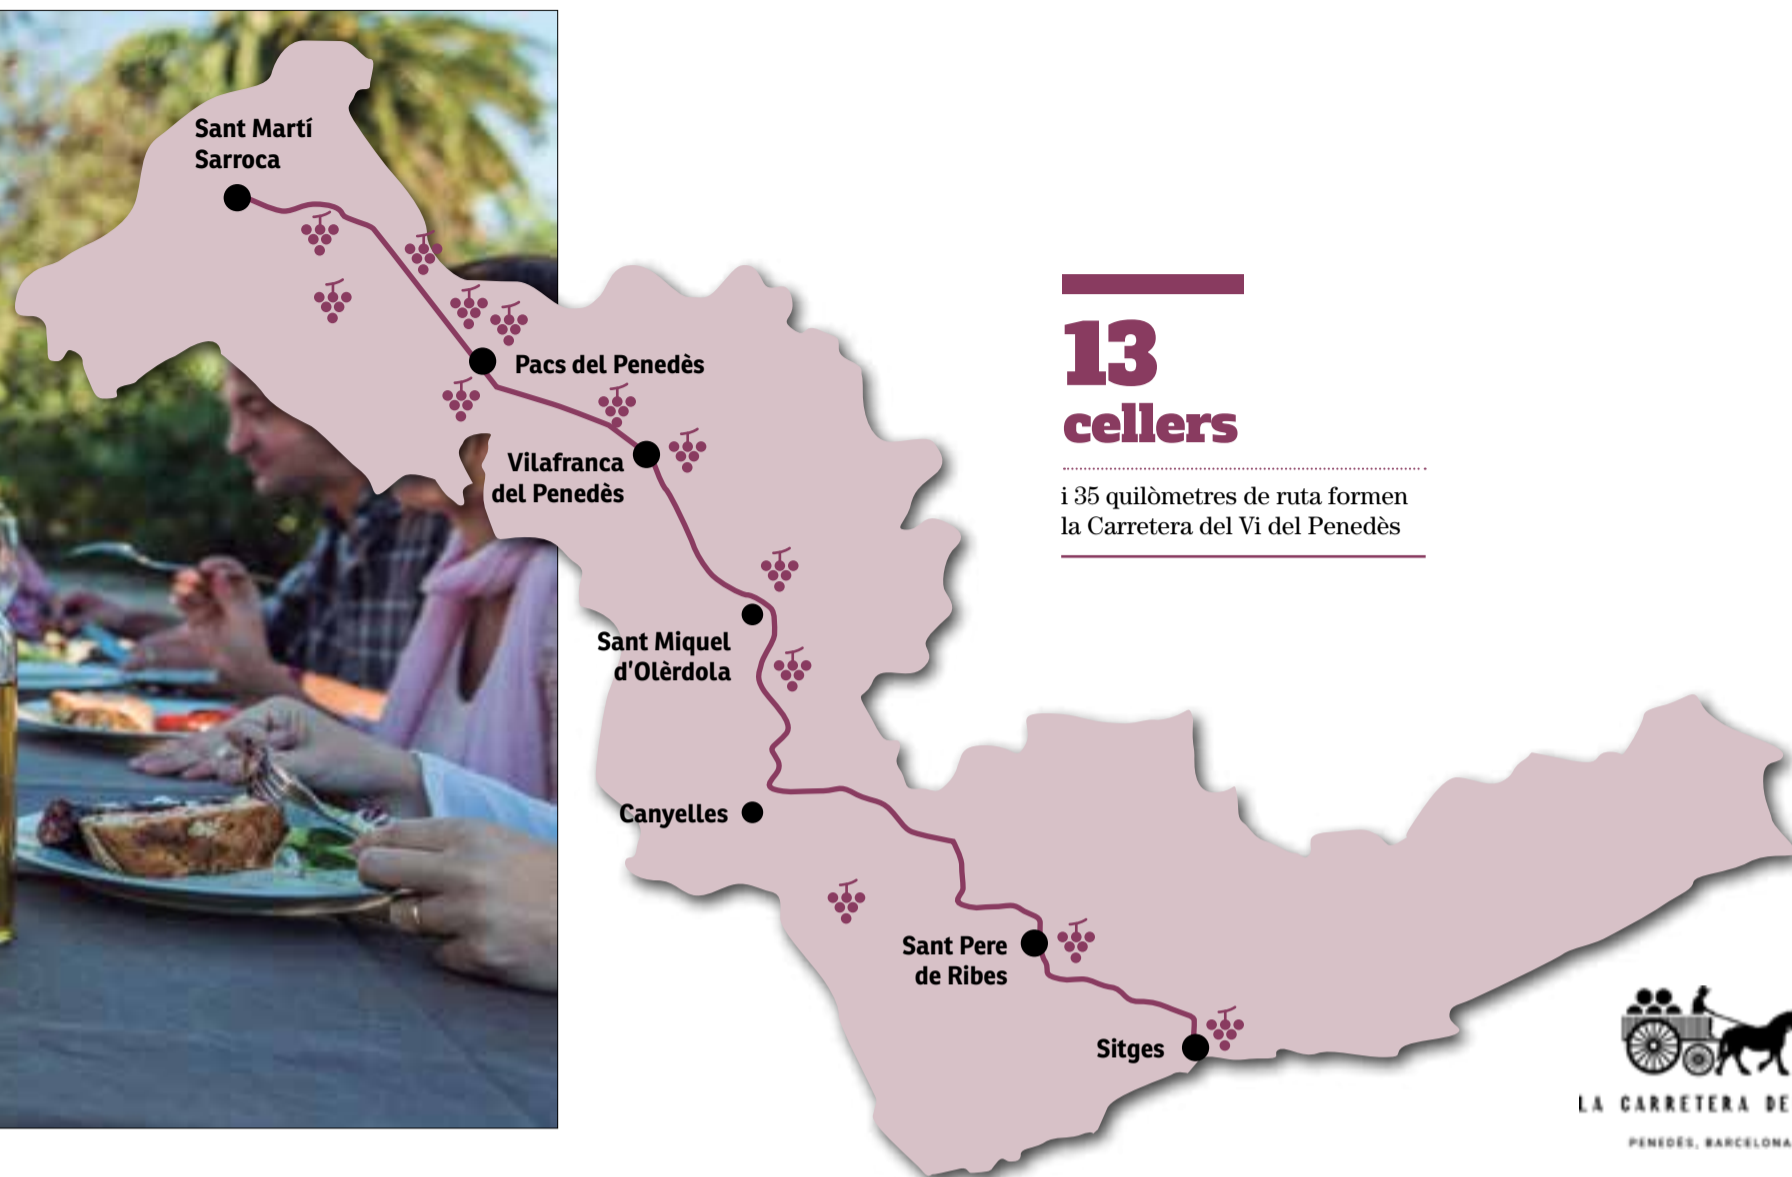 Sant Martí
Sarroca
Pacs del Penedès
Vilafranca
del Penedès
Sant Miquel
d'Olèrdola
Canyelles
Sant Pere
de Ribes
Sitges
13
cellers
i 35 quilòmetres de ruta formen
la Carretera del Vi del Penedès
LA CARRETERA DE
PENEDÈS, BARCELONA